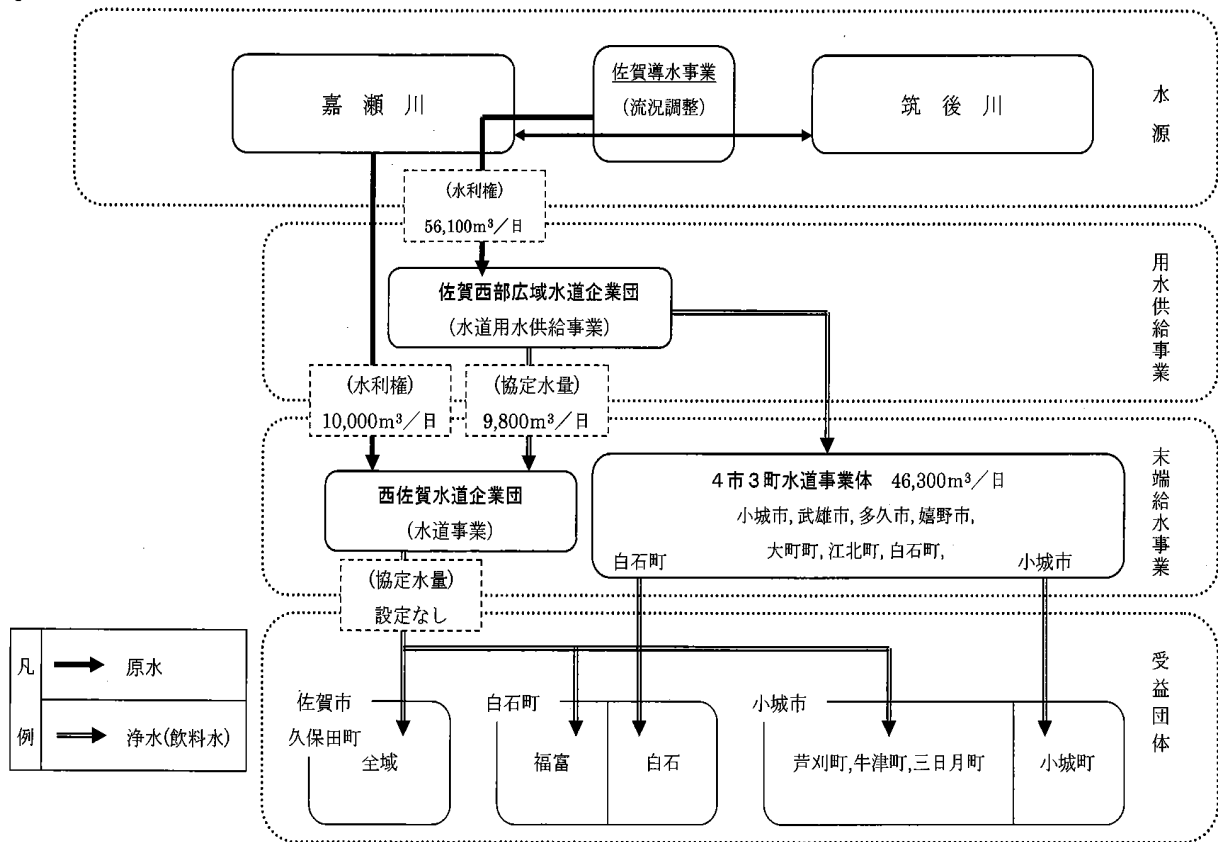 佐賀導水事業
(流況調整)
嘉瀬川
筑後川
水源
(水利権)
56,100m³／日
佐賀西部広域水道企業団
(水道用水供給事業)
用水供給事業
(水利権)
10,000m³／日
(協定水量)
9,800m³／日
西佐賀水道企業団
(水道事業)
4市3町水道事業体 46,300m³／日
小城市, 武雄市, 多久市, 嬉野市,
大町町, 江北町, 白石町,
白石町
小城市
末端給水事業
(協定水量)
設定なし
凡例
原水
浄水(飲料水)
佐賀市
久保田町
全域
白石町
福富
白石
小城市
芦刈町, 牛津町, 三日月町
小城町
受益団体